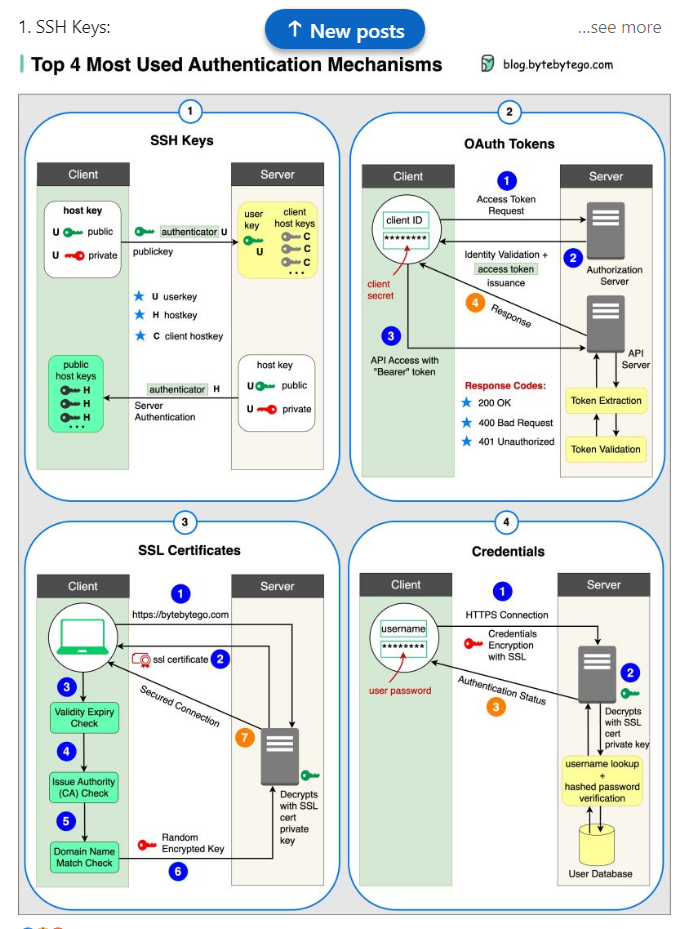 1. SSH Keys:
↑ New posts
...see more
Top 4 Most Used Authentication Mechanisms
blog.bytebytego.com
1
SSH Keys
Client
Server
host key
U public
U private
authenticator U
publickey
user key
U
client host keys
C
C
C
...
U userkey
H hostkey
C client hostkey
public host keys
H
H
H
...
authenticator H
Server
Authentication
host key
U public
U private
2
OAuth Tokens
Client
Server
client ID
********
client
secret
1
Access Token
Request
2
Identity Validation +
access token
issuance
Authorization
Server
4
Response
3
API Access with
"Bearer" token
API
Server
Response Codes:
200 OK
400 Bad Request
401 Unauthorized
Token Extraction
Token Validation
3
SSL Certificates
Client
Server
1
https://bytebytego.com
ssl certificate 2
3
Secured Connection
7
Validity Expiry
Check
4
Issue Authority
(CA) Check
5
Domain Name
Match Check
Random
Encrypted Key
6
Decrypts
with SSL
cert
private
key
4
Credentials
Client
Server
username
********
user password
1
HTTPS Connection
Credentials
Encryption
with SSL
2
Authentication Status
3
Decrypts
with SSL
cert
private key
username lookup
+
hashed password
verification
User Database